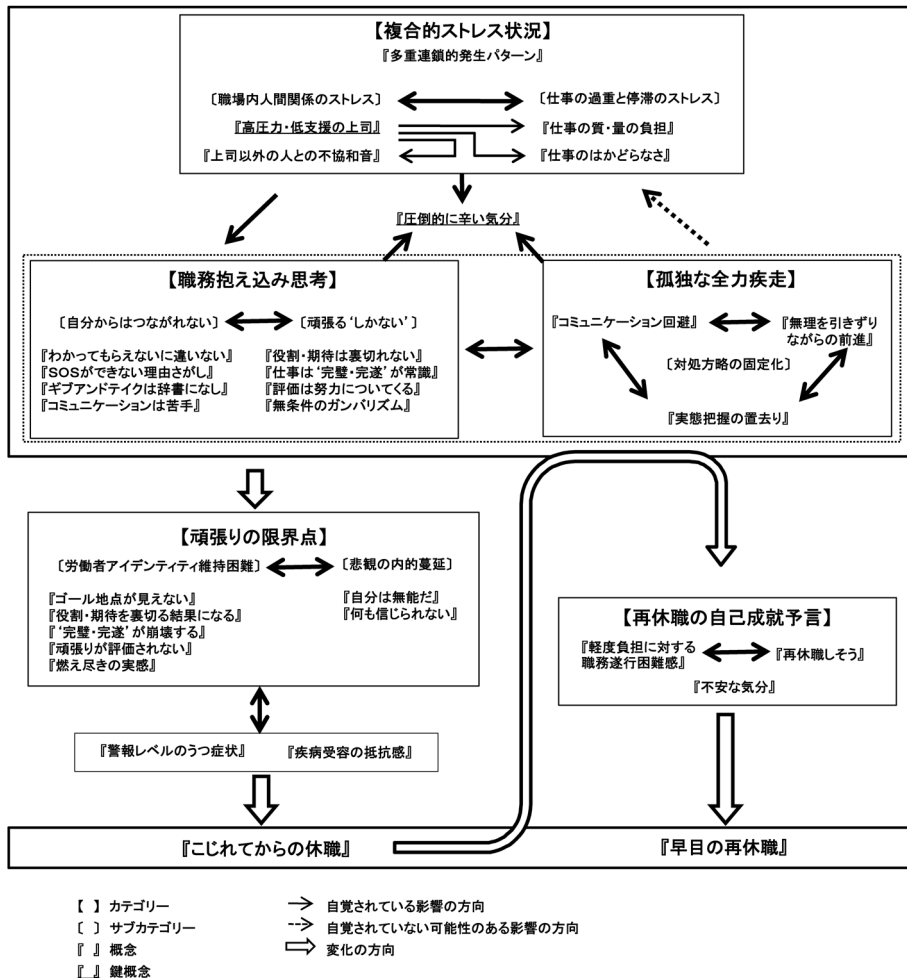 【複合的ストレス状況】
『多重連鎖的発生パターン』
〔職場内人間関係のストレス〕
〔仕事の過重と停滞のストレス〕
『高圧力・低支援の上司』
『仕事の質・量の負担』
『上司以外の人との不協和音』
『仕事のはかどらなさ』
『圧倒的に辛い気分』
【職務抱え込み思考】
〔自分からはつながれない〕
〔頑張る‘しかない’〕
『わかってもらえないに違いない』
『SOSができない理由さがし』
『ギブアンドテイクは辞書になし』
『コミュニケーションは苦手』
『役割・期待は裏切れない』
『仕事は‘完璧・完遂’が常識』
『評価は努力についてくる』
『無条件のガンバリズム』
【孤独な全力疾走】
『コミュニケーション回避』
『無理を引きずり
ながらの前進』
〔対処方略の固定化〕
『実態把握の置去り』
【頑張りの限界点】
〔労働者アイデンティティ維持困難〕
〔悲観の内的蔓延〕
『ゴール地点が見えない』
『役割・期待を裏切る結果になる』
『‘完璧・完遂’が崩壊する』
『頑張りが評価されない』
『燃え尽きの実感』
『自分は無能だ』
『何も信じられない』
『警報レベルのうつ症状』
『疾病受容の抵抗感』
【再休職の自己成就予言】
『軽度負担に対する
職務遂行困難感』
『再休職しそう』
『不安な気分』
『こじれてからの休職』
『早目の再休職』
【 】カテゴリー
〔 〕サブカテゴリー
『 』概念
『 』鍵概念
自覚されている影響の方向
自覚されていない可能性のある影響の方向
変化の方向